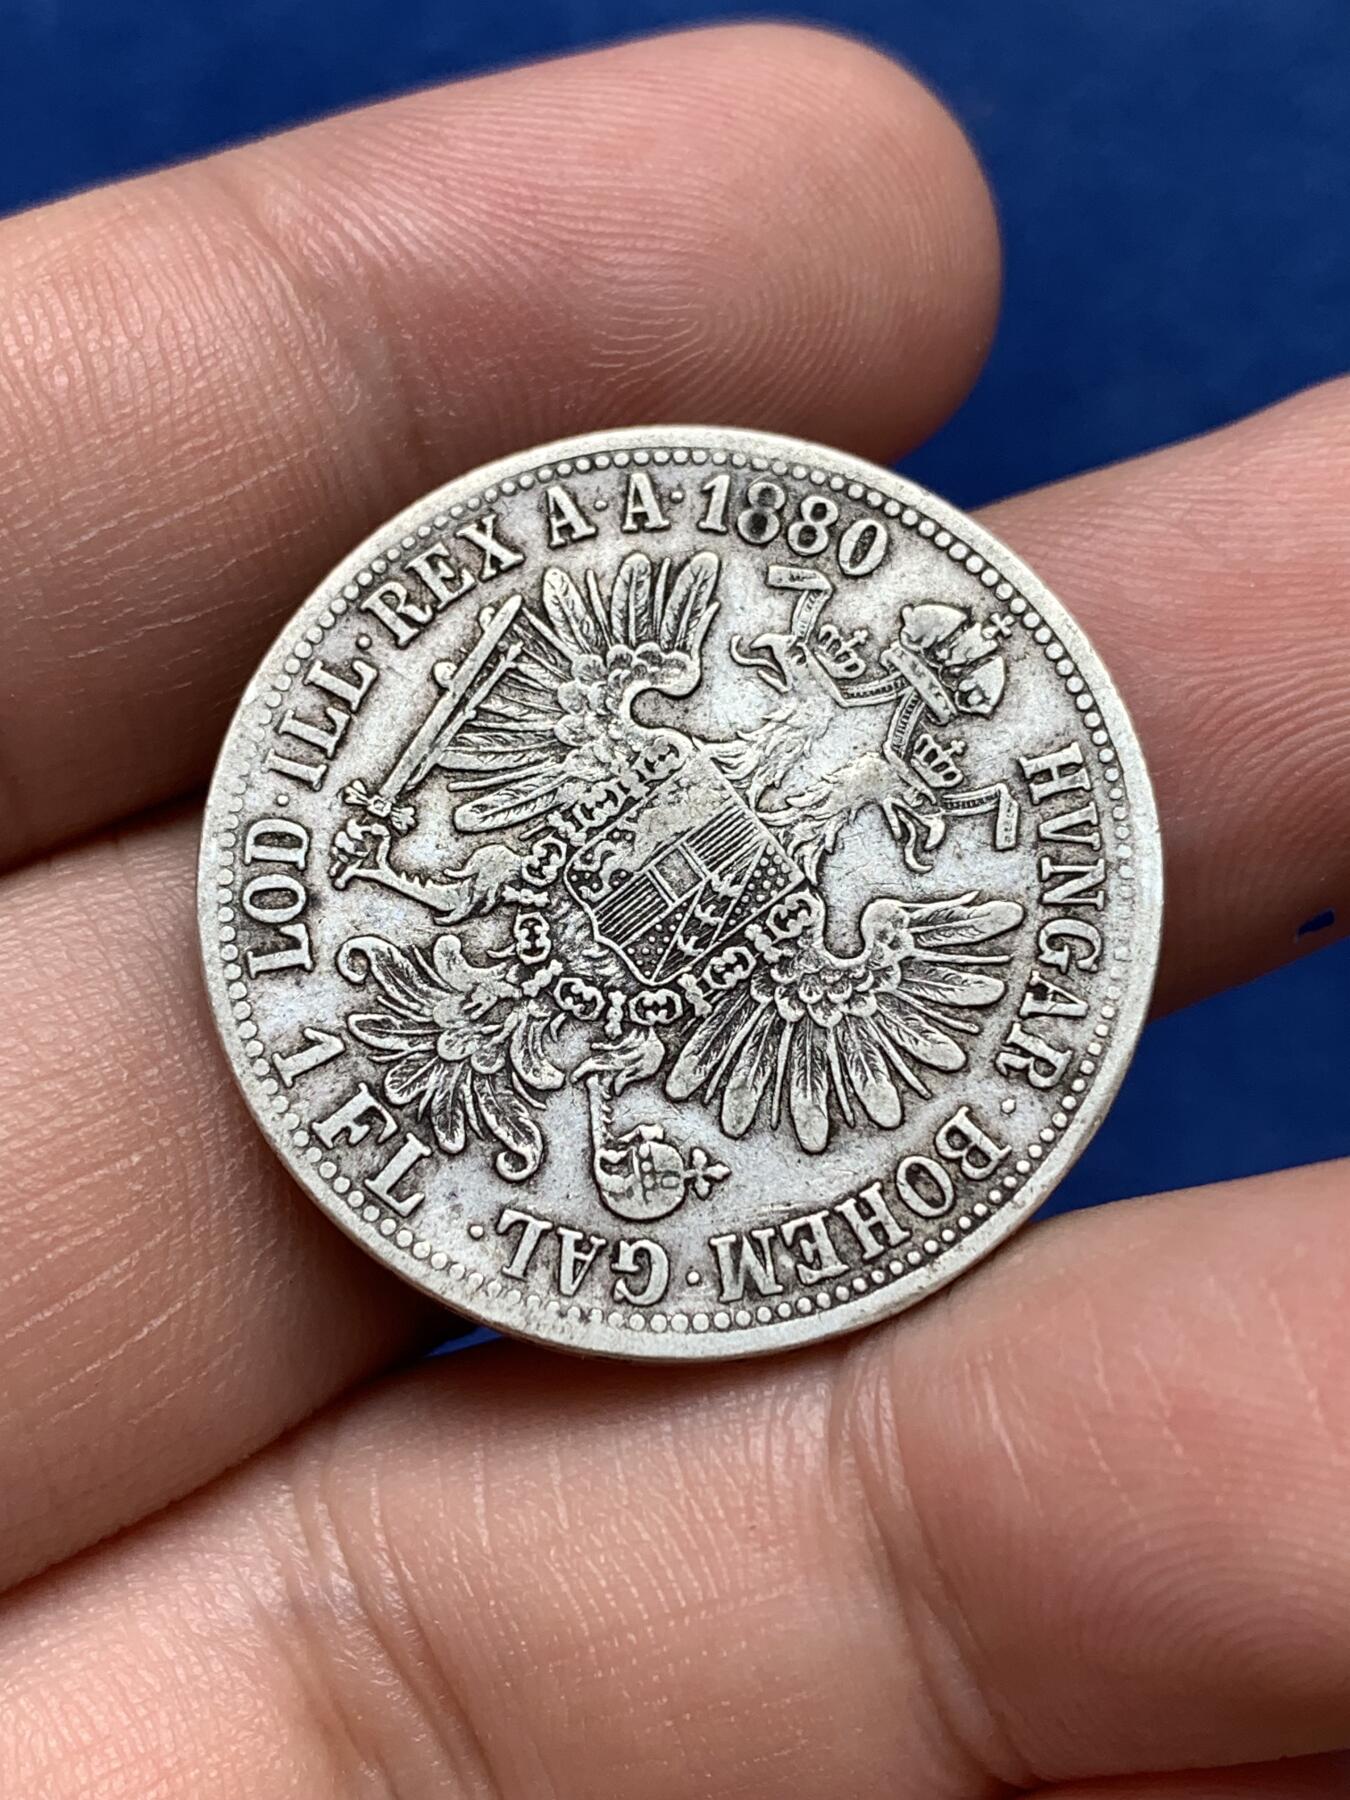 HVNGAR · BOHEM · GAL · 1 FL LOD · ILL · REX A · A · 1880